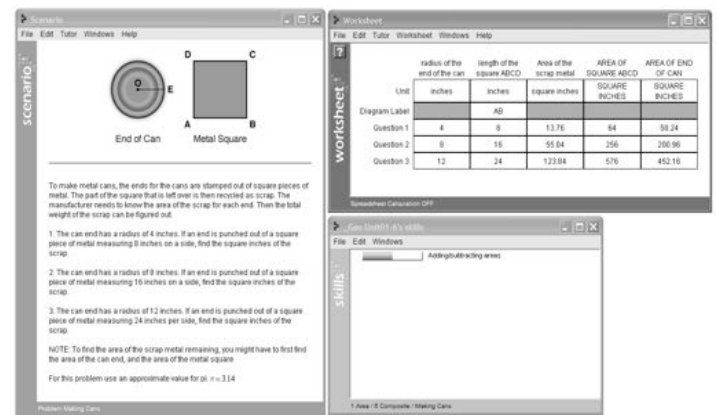 Scenario
File Edit Tutor Windows Help
scenario
D C
O E
A B
End of Can Metal Square
To make metal cans, the ends for the cans are stamped out of square pieces of
metal. The part of the square that is left over is then recycled as scrap. The
manufacturer needs to know the area of the scrap for each end. Then the total
weight of the scrap can be figured out.
1. The can end has a radius of 4 inches. If an end is punched out of a square
piece of metal measuring 8 inches on a side, find the square inches of the
scrap.
2. The can end has a radius of 8 inches. If an end is punched out of a square
piece of metal measuring 16 inches on a side, find the square inches of the
scrap.
3. The can end has a radius of 12 inches. If an end is punched out of a square
piece of metal measuring 24 inches per side, find the square inches of the
scrap.
NOTE: To find the area of the scrap metal remaining, you might have to first find
the area of the can end, and the area of the metal square
For this problem use an approximate value for pi. π ≈ 3.14
Problem Making Cans
Worksheet
File Edit Tutor Worksheet Windows Help
?
worksheet
radius of the length of the Area of the AREA OF AREA OF END
end of the can square ABCD scrap metal SQUARE ABCD OF CAN
Unit inches inches square inches SQUARE INCHES SQUARE INCHES
Diagram Label AB
Question 1 4 8 13.76 64 50.24
Question 2 8 16 55.04 256 200.96
Question 3 12 24 123.84 576 452.16
Spreadsheet Calculation OFF
File Edit Windows
skills
Adding/subtracting areas
1 Area / E Composite / Making Cans